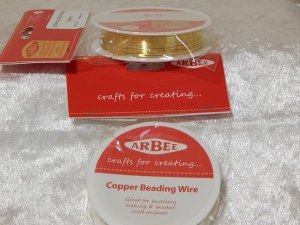 ARBEE
crafts for creating...
ARBEE
crafts for creating...
Copper Beading Wire
Great for jewellery
making & beaded
craft projects!